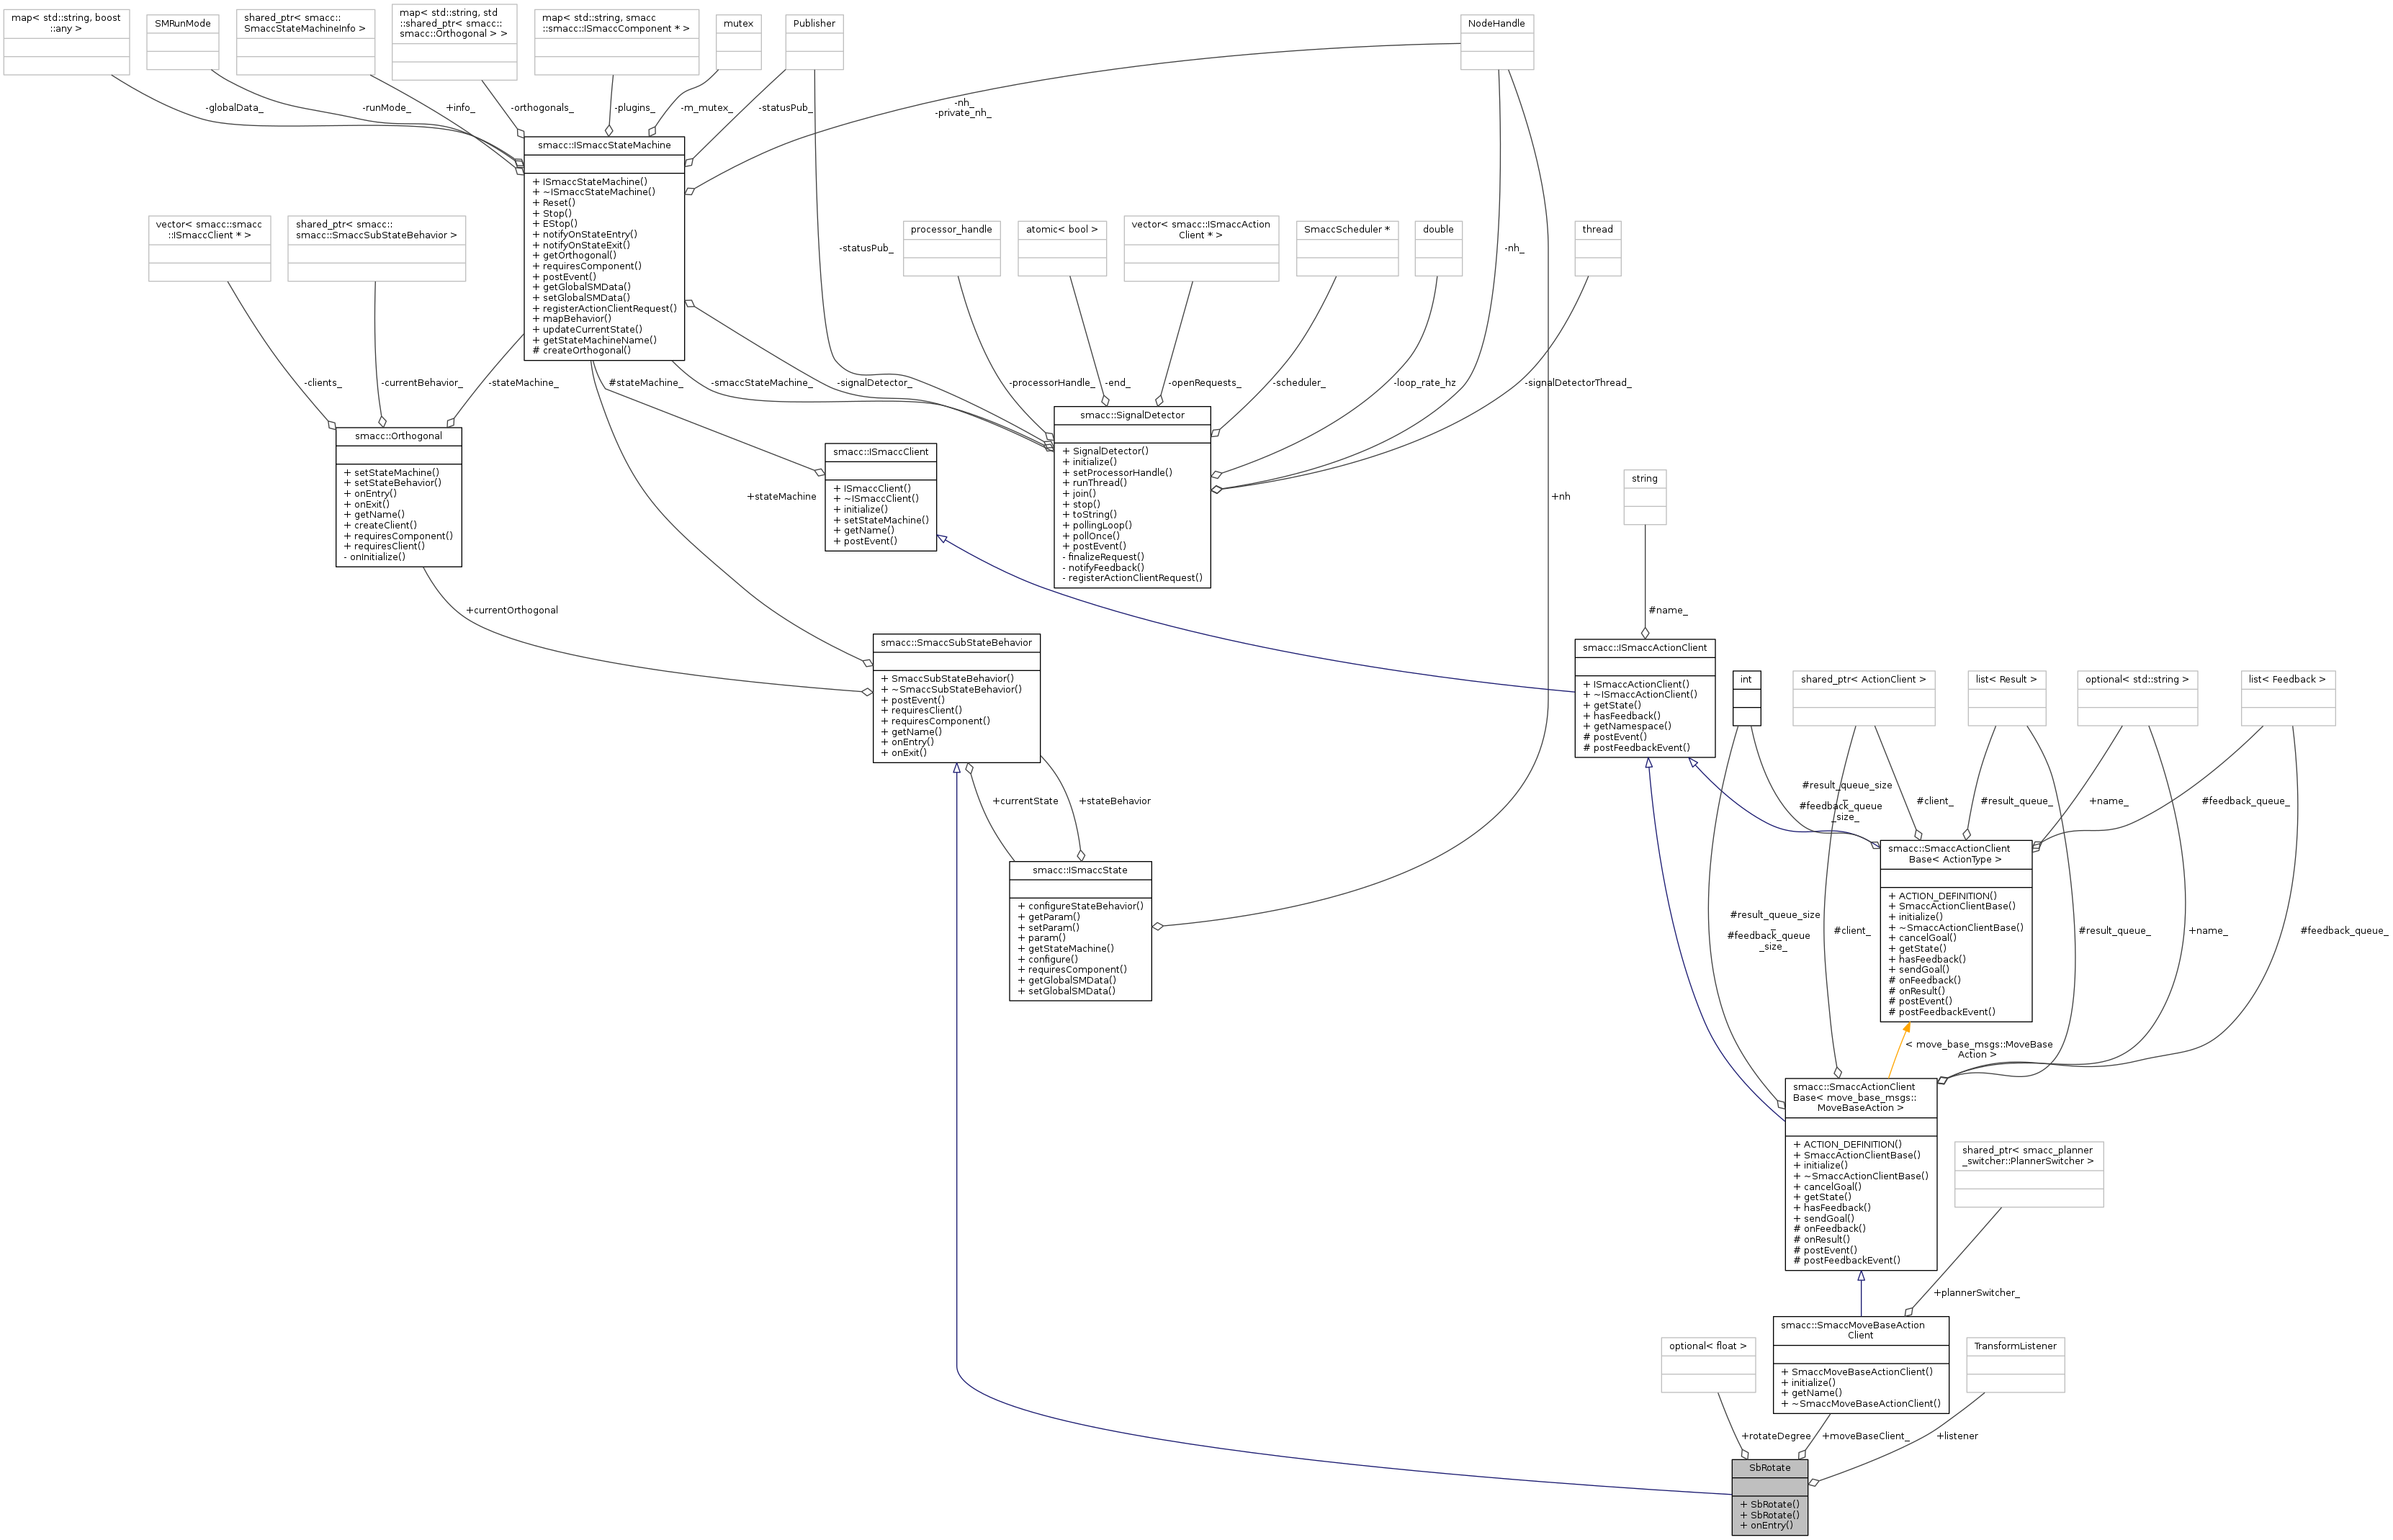 map< std::string, boost
::any >
SMRunMode
shared_ptr< smacc::
SmaccStateMachineInfo >
map< std::string, std
::shared_ptr< smacc::
smacc::Orthogonal > >
map< std::string, smacc
::smacc::ISmaccComponent * >
mutex
Publisher
NodeHandle
-globalData_
-runMode_
+info_
-orthogonals_
-plugins_
-m_mutex_
-statusPub_
-nh_
-private_nh_
smacc::ISmaccStateMachine
+ ISmaccStateMachine()
+ ~ISmaccStateMachine()
+ Reset()
+ Stop()
+ EStop()
+ notifyOnStateEntry()
+ notifyOnStateExit()
+ getOrthogonal()
+ requiresComponent()
+ postEvent()
+ getGlobalSMData()
+ setGlobalSMData()
+ registerActionClientRequest()
+ mapBehavior()
+ updateCurrentState()
+ getStateMachineName()
# createOrthogonal()
vector< smacc::smacc
::ISmaccClient * >
shared_ptr< smacc::
smacc::SmaccSubStateBehavior >
-statusPub_
processor_handle
atomic< bool >
vector< smacc::ISmaccAction
Client * >
SmaccScheduler *
double
-nh_
thread
-clients_
-currentBehavior_
-stateMachine_
#stateMachine_
-smaccStateMachine_
-signalDetector_
-processorHandle_
-end_
-openRequests_
-scheduler_
-loop_rate_hz
-signalDetectorThread_
smacc::Orthogonal
+ setStateMachine()
+ setStateBehavior()
+ onEntry()
+ onExit()
+ getName()
+ createClient()
+ requiresComponent()
+ requiresClient()
- onInitialize()
+stateMachine
smacc::ISmaccClient
+ ISmaccClient()
+ ~ISmaccClient()
+ initialize()
+ setStateMachine()
+ getName()
+ postEvent()
smacc::SignalDetector
+ SignalDetector()
+ initialize()
+ setProcessorHandle()
+ runThread()
+ join()
+ stop()
+ toString()
+ pollingLoop()
+ pollOnce()
+ postEvent()
- finalizeRequest()
- notifyFeedback()
- registerActionClientRequest()
+nh
string
+currentOrthogonal
#name_
smacc::SmaccSubStateBehavior
+ SmaccSubStateBehavior()
+ ~SmaccSubStateBehavior()
+ postEvent()
+ requiresClient()
+ requiresComponent()
+ getName()
+ onEntry()
+ onExit()
smacc::ISmaccActionClient
+ ISmaccActionClient()
+ ~ISmaccActionClient()
+ getState()
+ hasFeedback()
+ getNamespace()
# postEvent()
# postFeedbackEvent()
int
shared_ptr< ActionClient >
list< Result >
optional< std::string >
list< Feedback >
+currentState
+stateBehavior
#result_queue_size
_
#feedback_queue
_size_
#client_
#result_queue_
+name_
#feedback_queue_
smacc::ISmaccState
+ configureStateBehavior()
+ getParam()
+ setParam()
+ param()
+ getStateMachine()
+ configure()
+ requiresComponent()
+ getGlobalSMData()
+ setGlobalSMData()
smacc::SmaccActionClient
Base< ActionType >
+ ACTION_DEFINITION()
+ SmaccActionClientBase()
+ initialize()
+ ~SmaccActionClientBase()
+ cancelGoal()
+ getState()
+ hasFeedback()
+ sendGoal()
# onFeedback()
# onResult()
# postEvent()
# postFeedbackEvent()
#result_queue_size
_
#feedback_queue
_size_
#client_
#result_queue_
+name_
#feedback_queue_
< move_base_msgs::MoveBase
Action >
smacc::SmaccActionClient
Base< move_base_msgs::
MoveBaseAction >
+ ACTION_DEFINITION()
+ SmaccActionClientBase()
+ initialize()
+ ~SmaccActionClientBase()
+ cancelGoal()
+ getState()
+ hasFeedback()
+ sendGoal()
# onFeedback()
# onResult()
# postEvent()
# postFeedbackEvent()
shared_ptr< smacc_planner
_switcher::PlannerSwitcher >
+plannerSwitcher_
optional< float >
smacc::SmaccMoveBaseAction
Client
+ SmaccMoveBaseActionClient()
+ initialize()
+ getName()
+ ~SmaccMoveBaseActionClient()
TransformListener
+rotateDegree
+moveBaseClient_
+listener
SbRotate
+ SbRotate()
+ SbRotate()
+ onEntry()